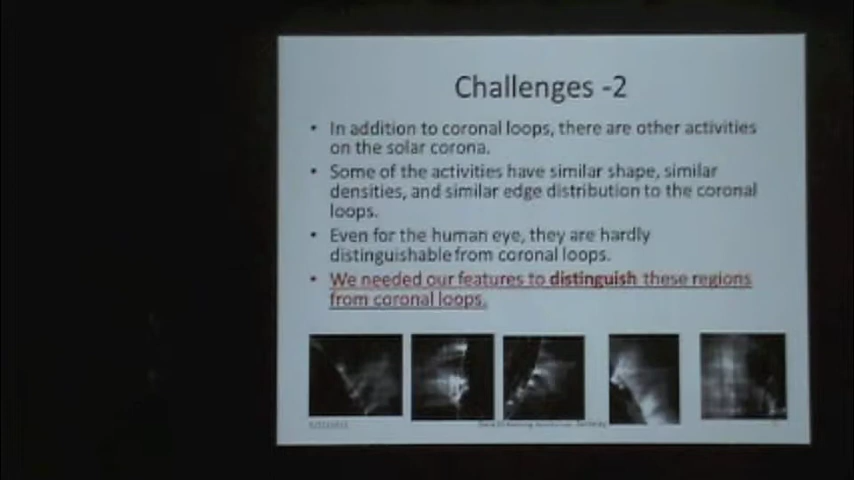 Challenges -2
• In addition to coronal loops, there are other activities
on the solar corona.
• Some of the activities have similar shape, similar
densities, and similar edge distribution to the coronal
loops.
• Even for the human eye, they are hardly
distinguishable from coronal loops.
• We needed our features to distinguish these regions
from coronal loops.